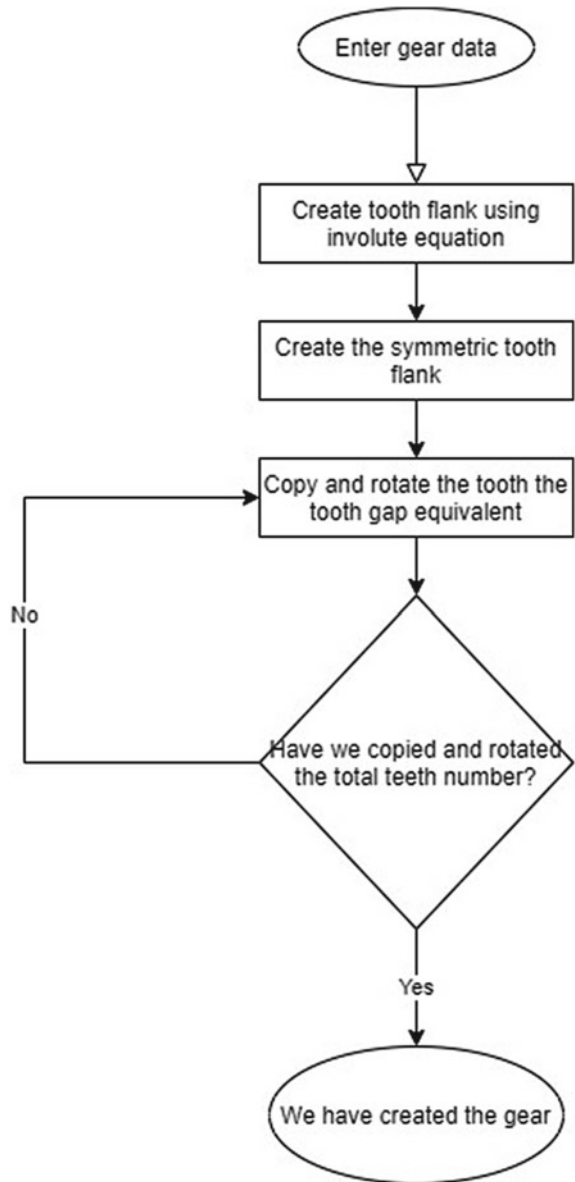 Enter gear data
Create tooth flank using
involute equation
Create the symmetric tooth
flank
Copy and rotate the tooth the
tooth gap equivalent
No
Have we copied and rotated
the total teeth number?
Yes
We have created the gear